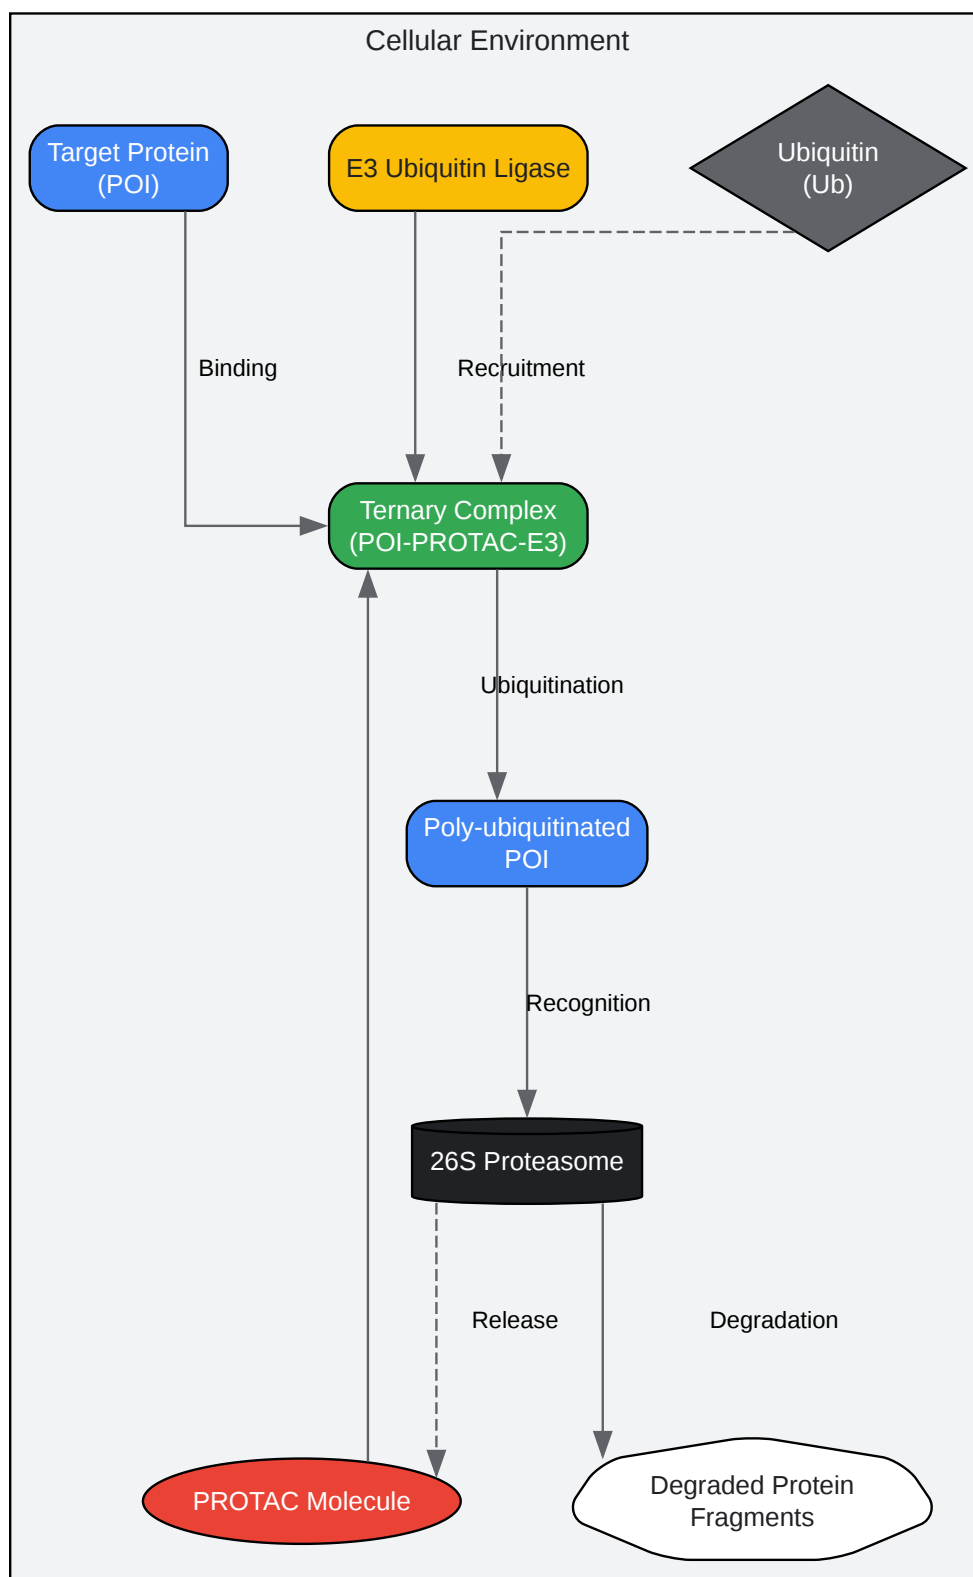 Cellular Environment
Target Protein
(POI)
E3 Ubiquitin Ligase
Ubiquitin
(Ub)
Binding
Recruitment
Ternary Complex
(POI-PROTAC-E3)
Ubiquitination
Poly-ubiquitinated
POI
Recognition
26S Proteasome
Release
Degradation
PROTAC Molecule
Degraded Protein
Fragments